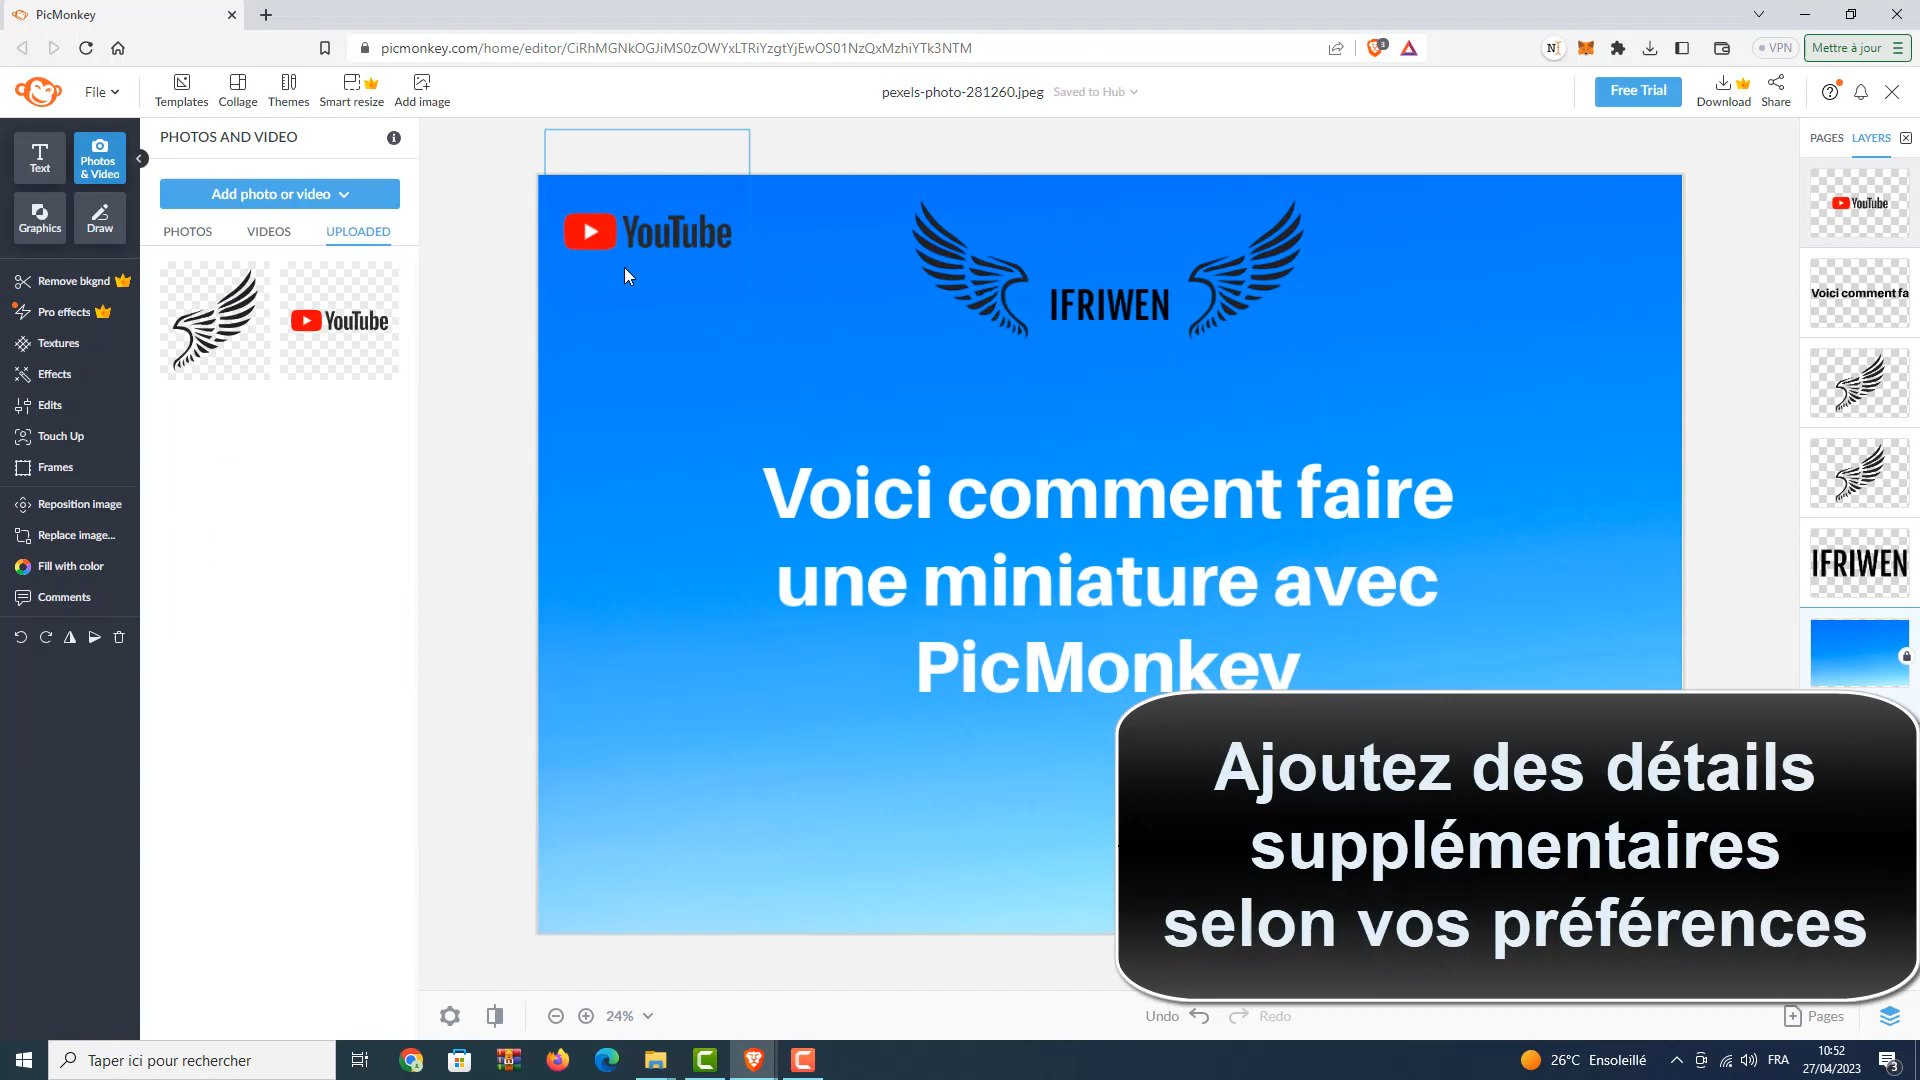 PicMonkey
picmonkey.com/home/editor/CiRhMGNkOGJiMS0zOWYxLTRiYzgtYjEwOS01NzQxMzhiYTk3NTM
3
VPN
Mettre à jour
File
Templates
Collage
Themes
Smart resize
Add image
pexels-photo-281260.jpeg
Saved to Hub
Free Trial
Download
Share
Text
Photos
& Video
Graphics
Draw
PHOTOS AND VIDEO
Add photo or video
PHOTOS
VIDEOS
UPLOADED
YouTube
Remove bkgnd
Pro effects
Textures
Effects
Edits
Touch Up
Frames
Reposition image
Replace image...
Fill with color
Comments
YouTube
IFRIWEN
Voici comment faire
une miniature avec
PicMonkey
PAGES
LAYERS
YouTube
Voici comment fa
IFRIWEN
Ajoutez des détails
supplémentaires
selon vos préférences
24%
Undo
Redo
Pages
Taper ici pour rechercher
26°C Ensoleillé
FRA
10:52
27/04/2023
3